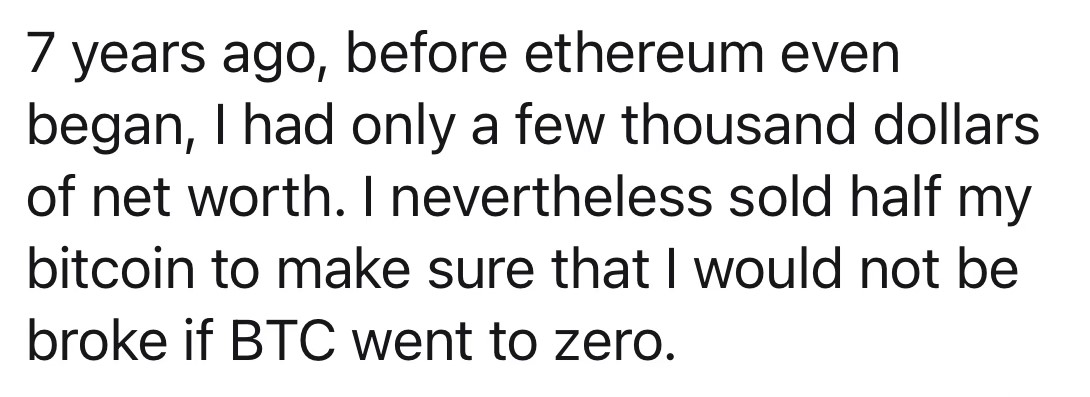 7 years ago, before ethereum even
began, I had only a few thousand dollars
of net worth. I nevertheless sold half my
bitcoin to make sure that I would not be
broke if BTC went to zero.